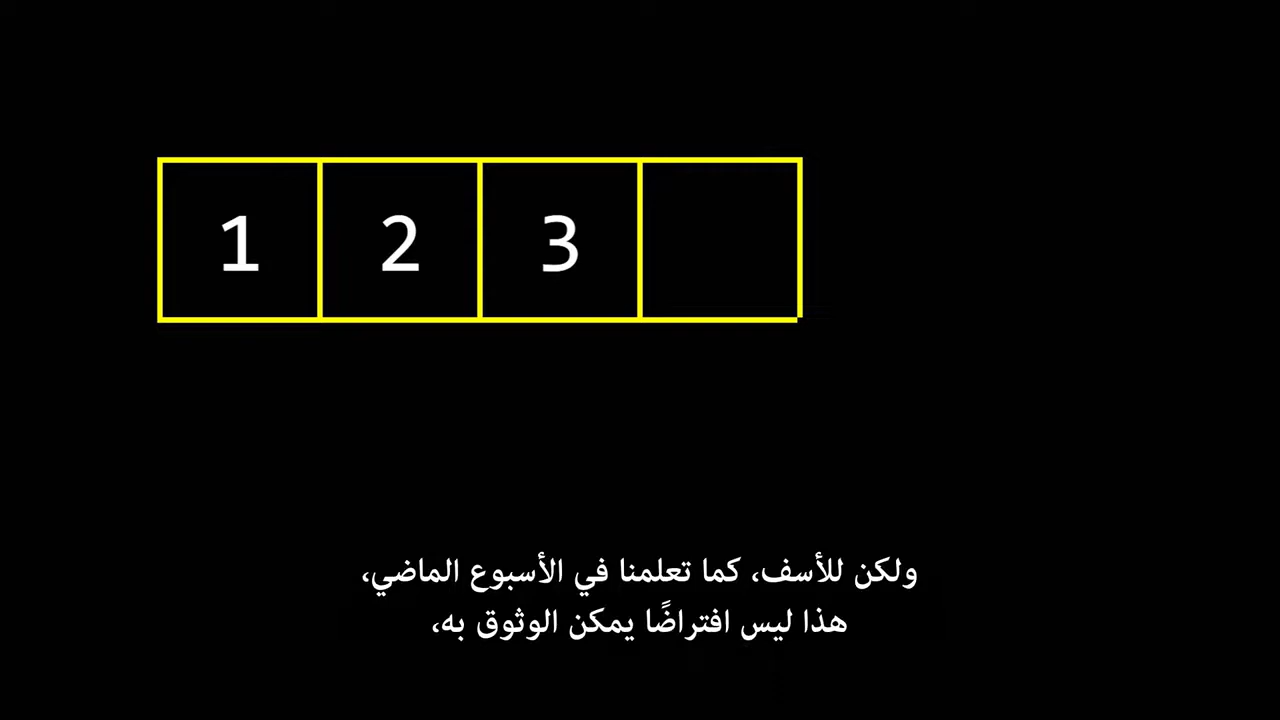 1 2 3
ولكن للأسف، كما تعلمنا في الأسبوع الماضي،
هذا ليس افتراضًا يمكن الوثوق به،